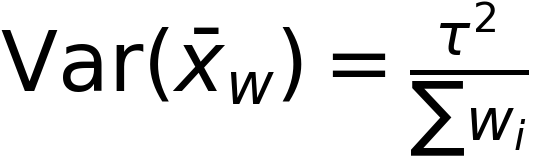 Var(x̄_w) = τ² / ∑ w_i